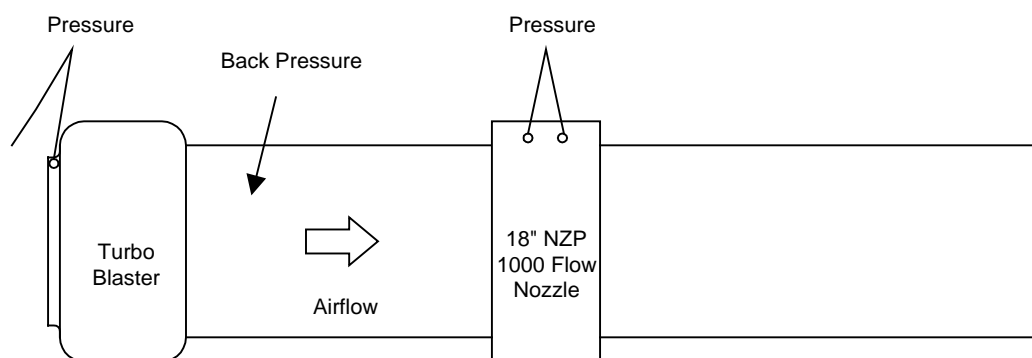 Pressure
Pressure
Back Pressure
Turbo
Blaster
Airflow
18" NZP
1000 Flow
Nozzle